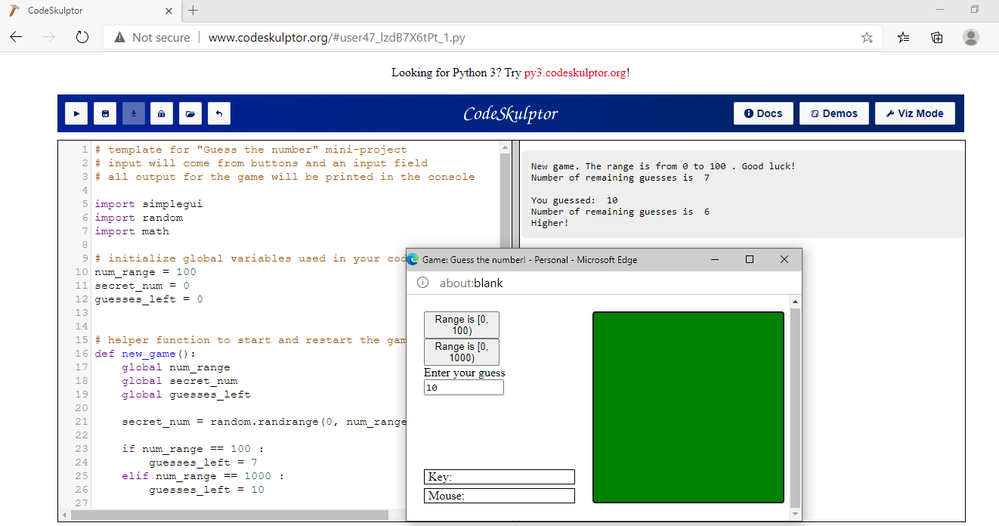 CodeSkulptor
Not secure www.codeskulptor.org/#user47_lzdB7X6tPt_1.py
Looking for Python 3? Try py3.codeskulptor.org!
CodeSkulptor
Docs
Demos
Viz Mode
1 # template for "Guess the number" mini-project
2 # input will come from buttons and an input field
3 # all output for the game will be printed in the console
4
5 import simplegui
6 import random
7 import math
8
9 # initialize global variables used in your cod
10 num_range = 100
11 secret_num = 0
12 guesses_left = 0
13
14
15 # helper function to start and restart the gam
16 def new_game():
17 global num_range
18 global secret_num
19 global guesses_left
20
21 secret_num = random.randrange(0, num_range
22
23 if num_range == 100 :
24 guesses_left = 7
25 elif num_range == 1000 :
26 guesses_left = 10
27
New game. The range is from 0 to 100 . Good luck!
Number of remaining guesses is 7
You guessed: 10
Number of remaining guesses is 6
Higher!
Game: Guess the number! - Personal - Microsoft Edge
about:blank
Range is [0,
100)
Range is [0,
1000)
Enter your guess
10
Key:
Mouse: